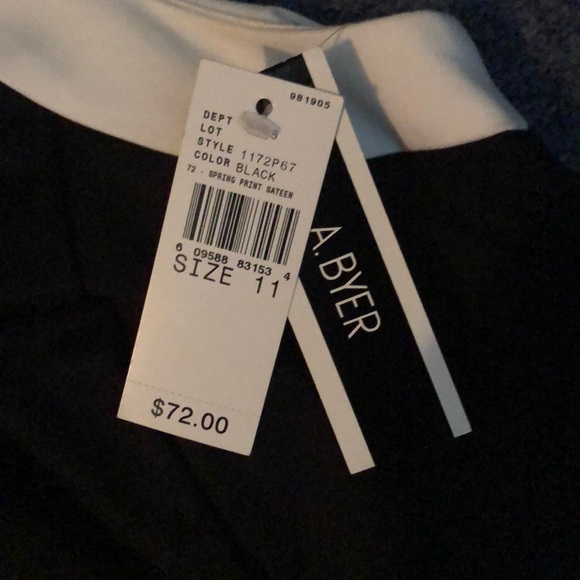 981905
DEPT
LOT
STYLE 1172P67
COLOR BLACK
72 - SPRING PRINT SATEEN
6 09588 83153 4
SIZE 11
$72.00
A.BYER